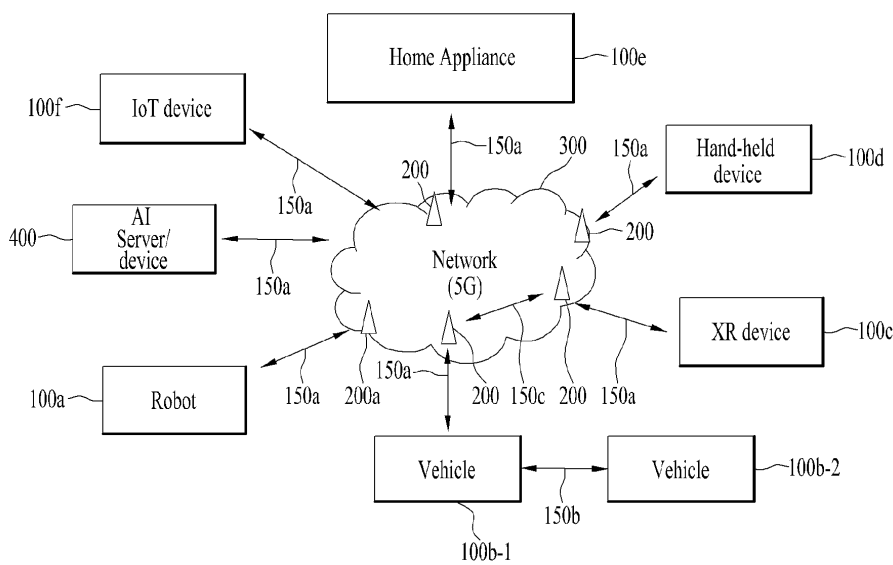 Home Appliance
100e
IoT device
100f
150a
200
300
150a
Hand-held
device
100d
150a
AI
Server/
device
400
150a
Network
(5G)
200
XR device
100c
150a
Robot
100a
150a
200a
150a
200
150c
200
Vehicle
100b-1
150b
Vehicle
100b-2